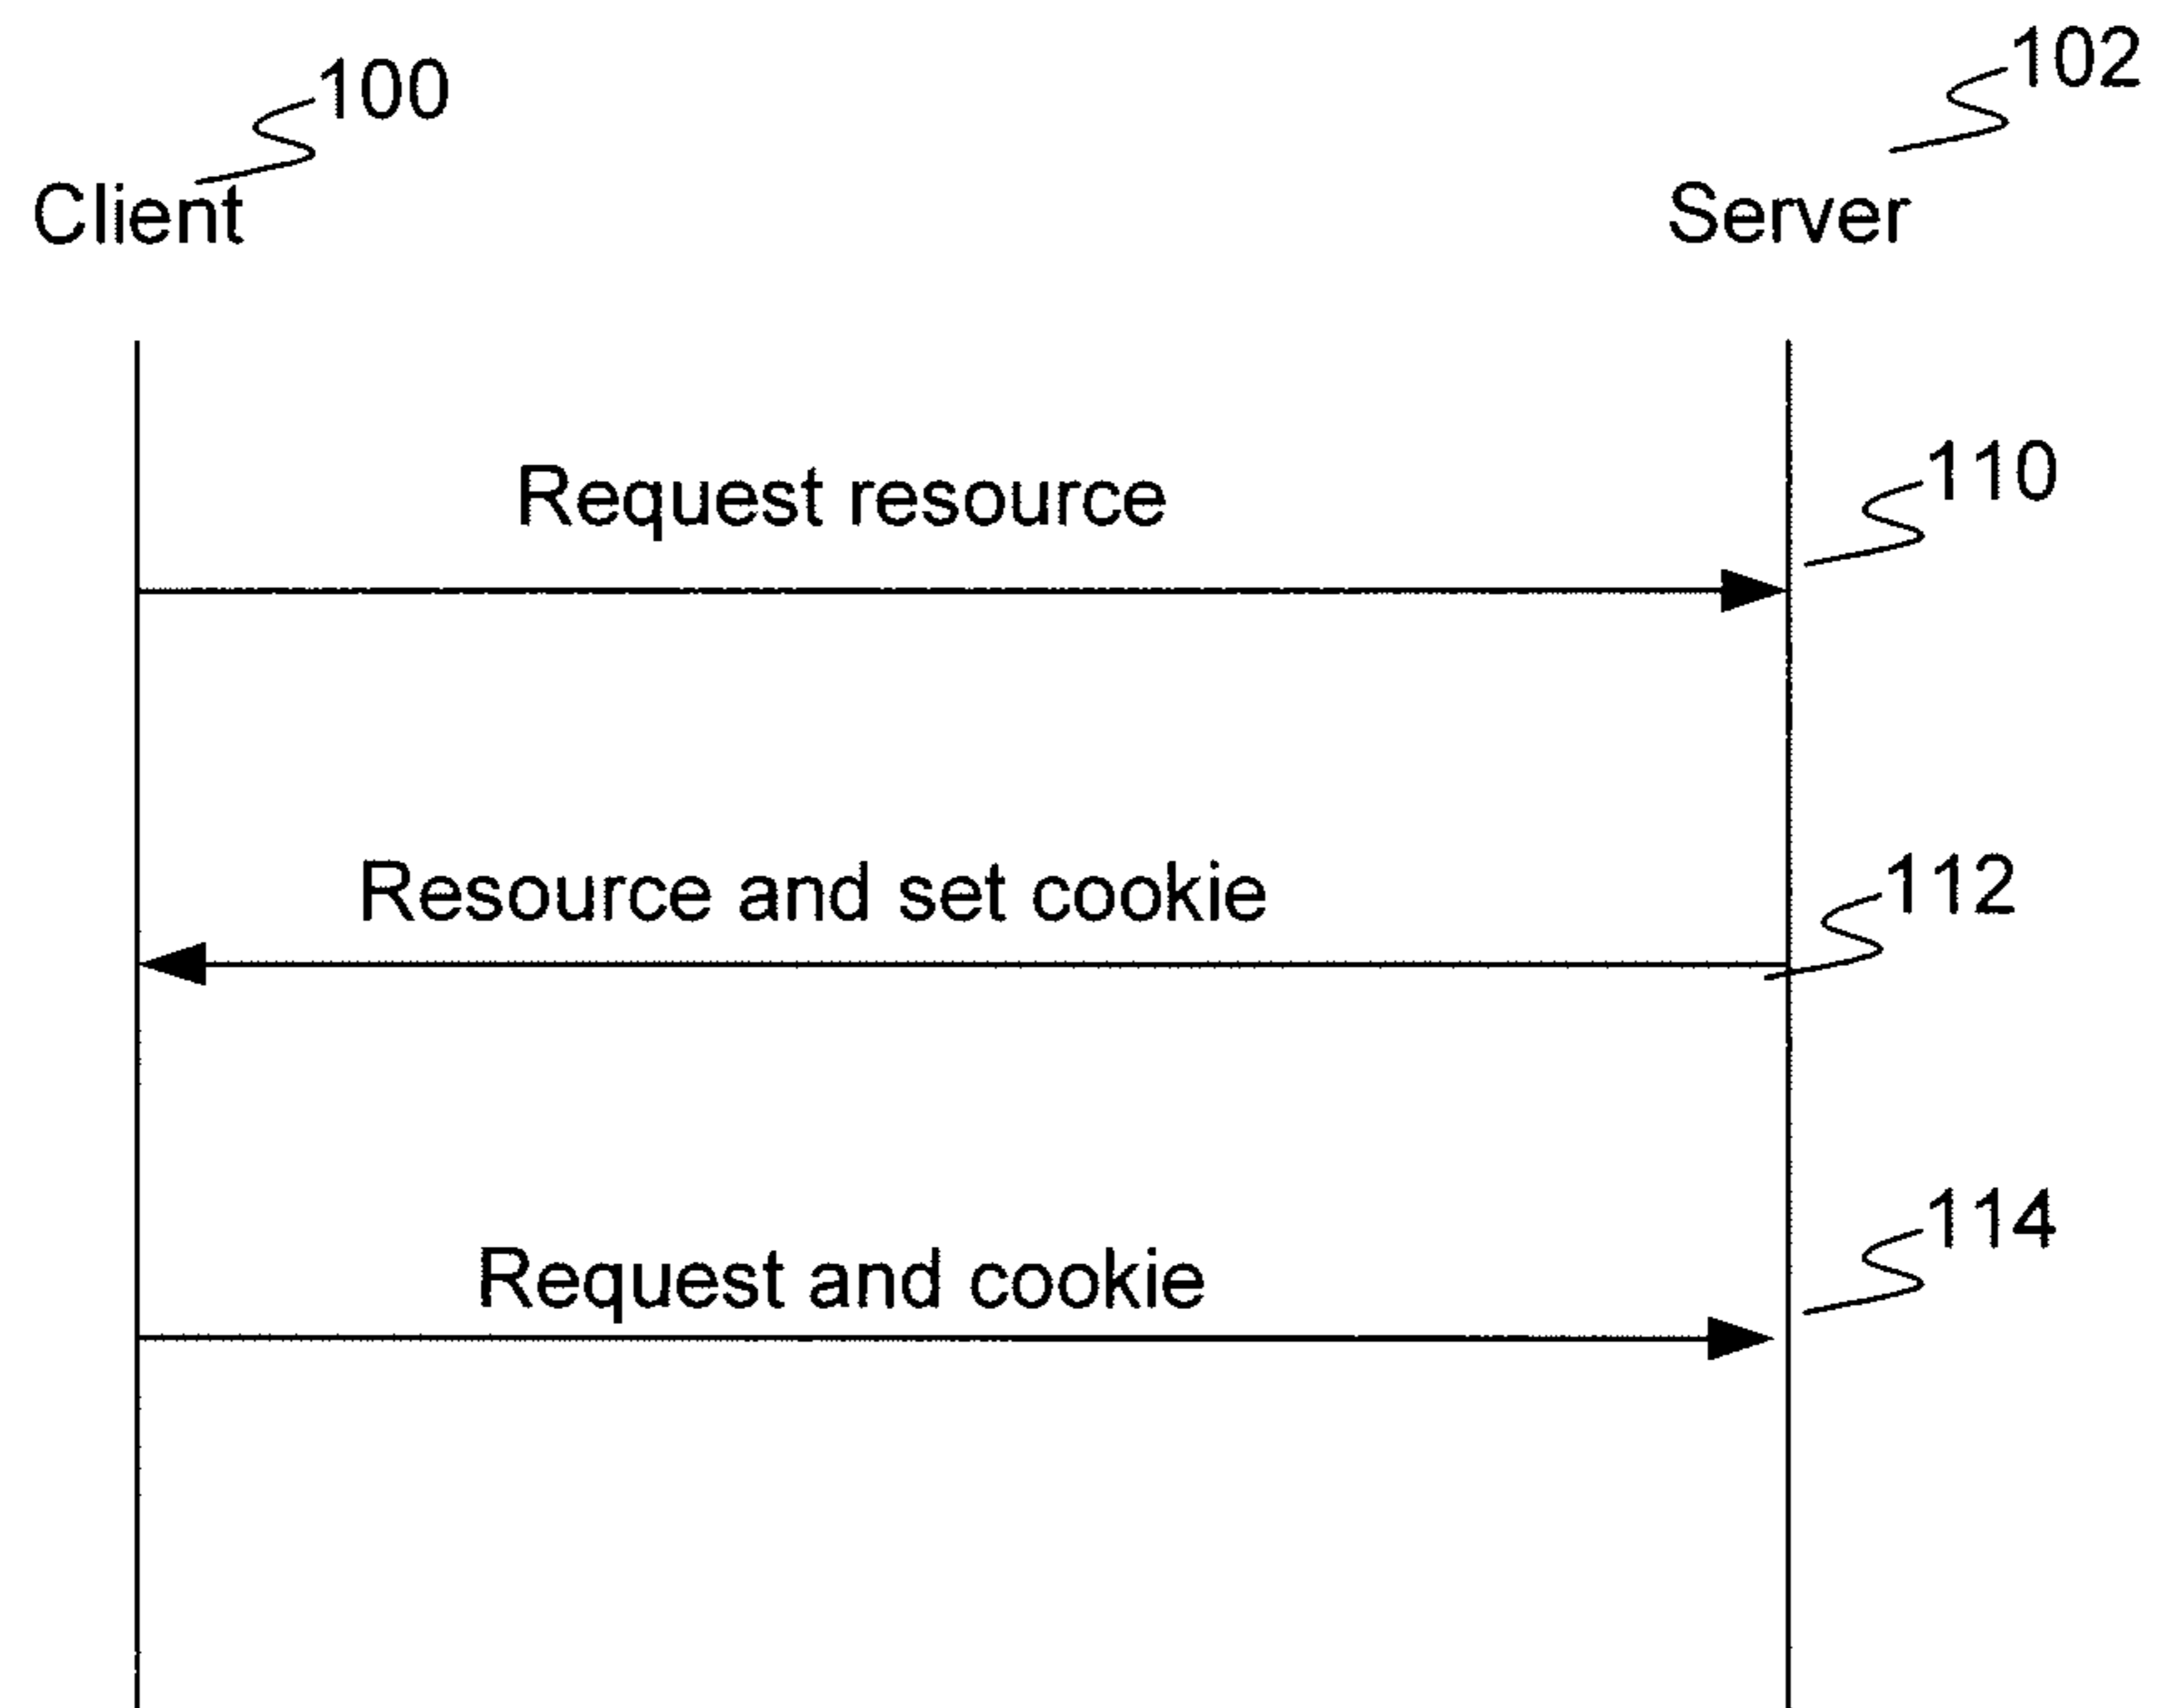 100
102
Client
Server
Request resource
110
Resource and set cookie
112
Request and cookie
114